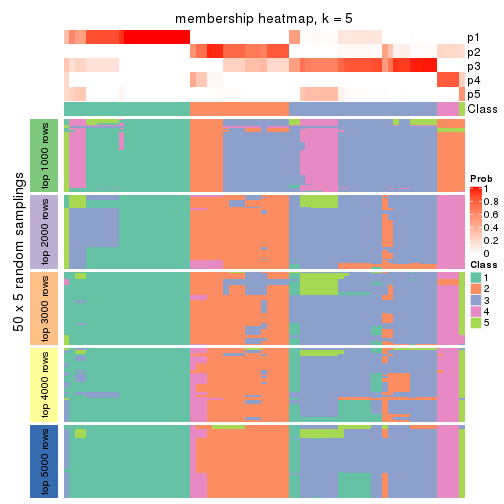 membership heatmap, k = 5
p1
p2
p3
p4
p5
Class
50 x 5 random samplings
top 1000 rows
top 2000 rows
top 3000 rows
top 4000 rows
top 5000 rows
Prob
1
0.8
0.6
0.4
0.2
0
Class
1
2
3
4
5